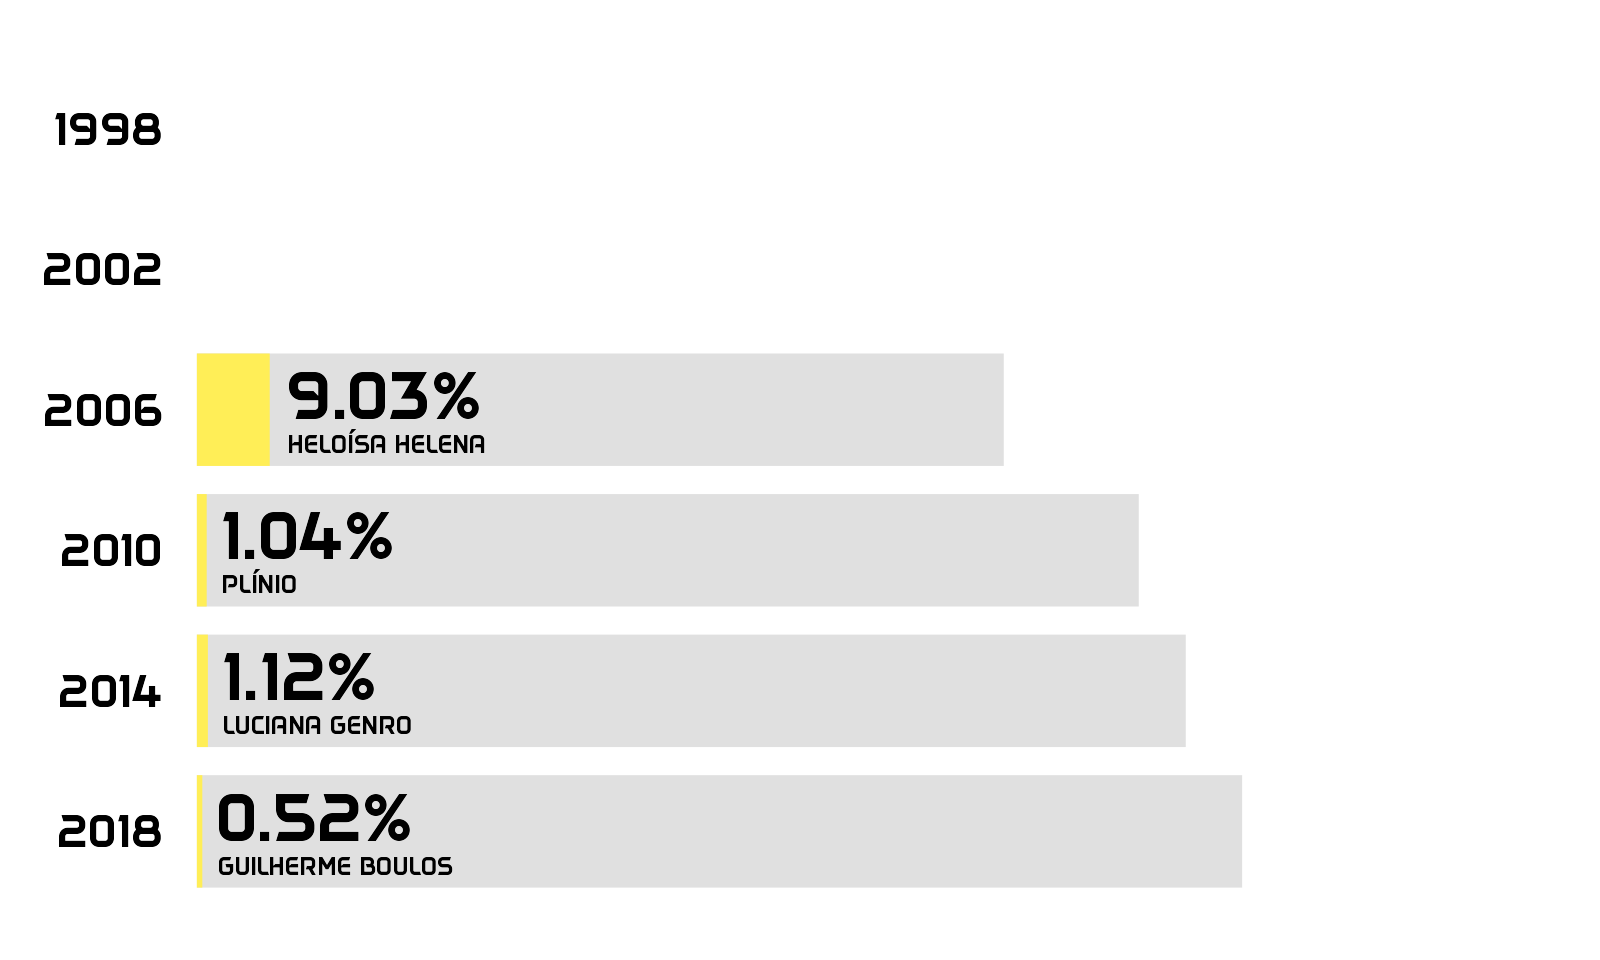 1998
2002
2006
9.03%
HELOÍSA HELENA
2010
1.04%
PLÍNIO
2014
1.12%
LUCIANA GENRO
2018
0.52%
GUILHERME BOULOS